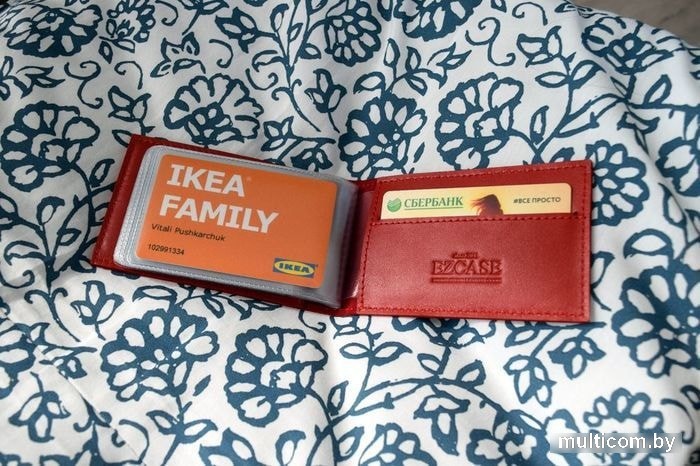 IKEA
FAMILY
Vitali Pushkarchuk
102991334
IKEA
СБЕРБАНК
#ВСЕ ПРОСТО
EZCASE
multicom.by